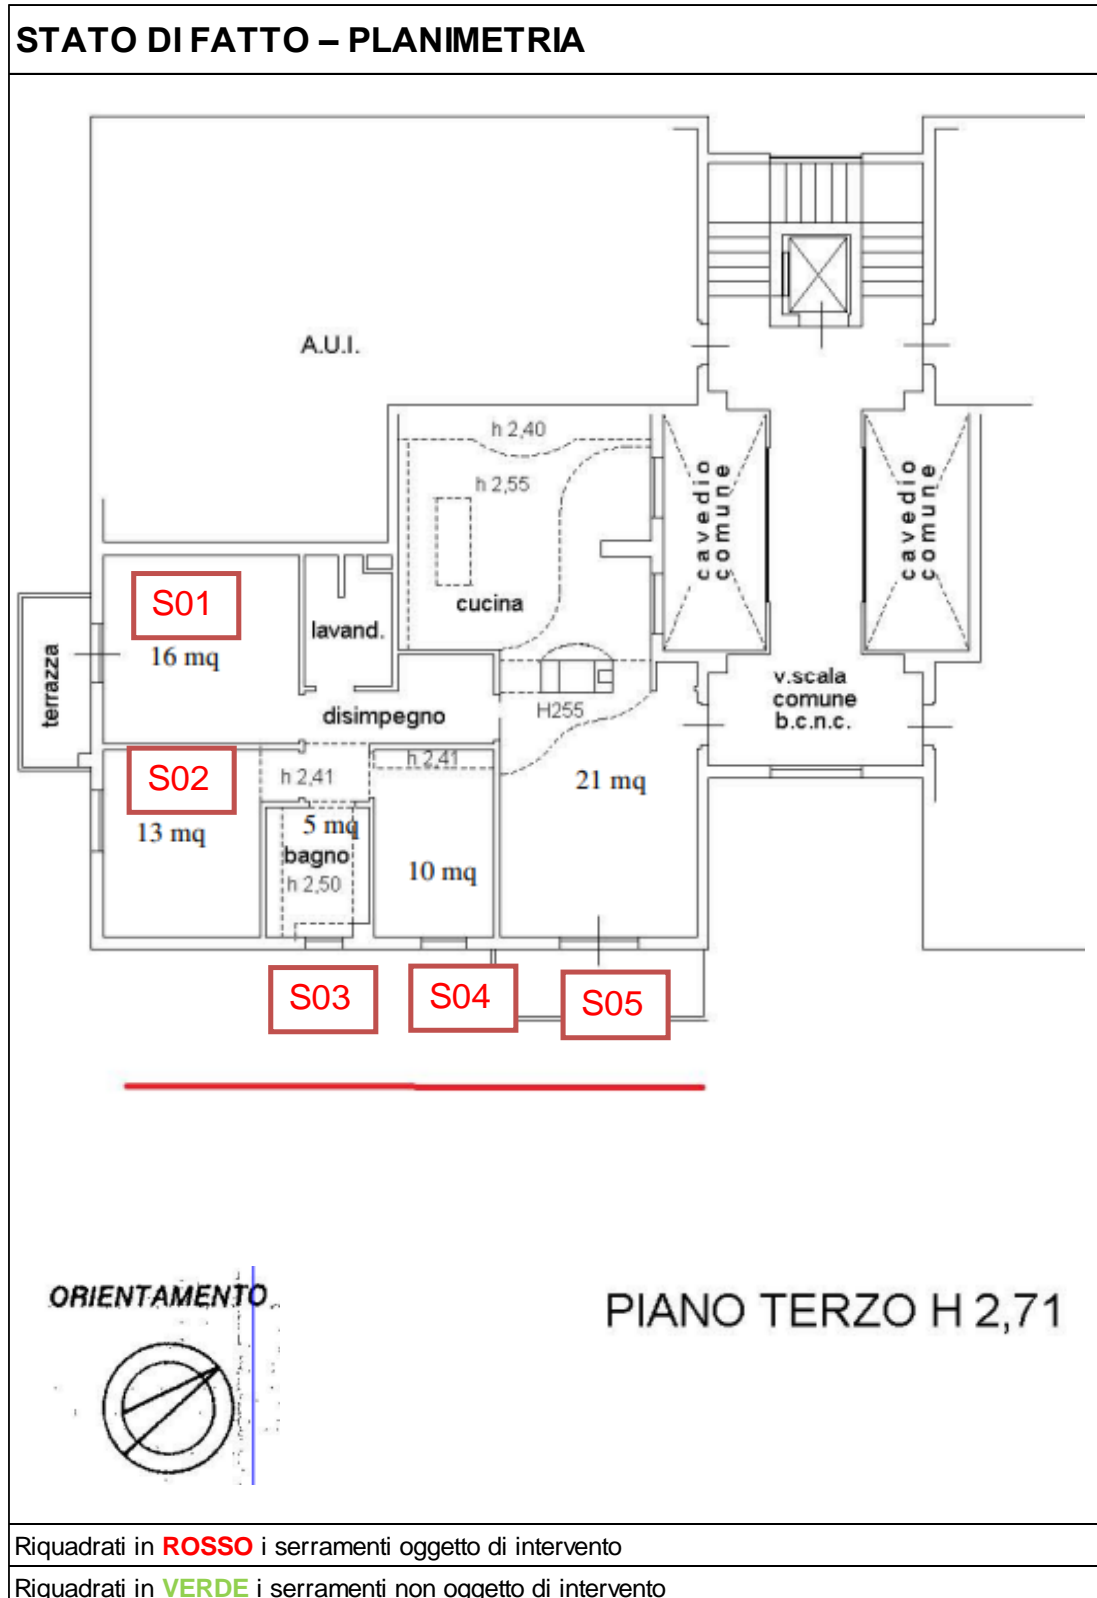 STATO DI FATTO – PLANIMETRIA
A.U.I.
h 2,40
h 2,55
cavedio
comune
cavedio
comune
S01
cucina
lavand.
16 mq
terrazza
v.scala
comune
b.c.n.c.
disimpegno
H255
S02
h 2,41
h 2,41
21 mq
13 mq
5 mq
bagno
10 mq
h 2,50
S03
S04
S05
ORIENTAMENTO
PIANO TERZO H 2,71
Riquadrati in ROSSO i serramenti oggetto di intervento
Riquadrati in VERDE i serramenti non oggetto di intervento